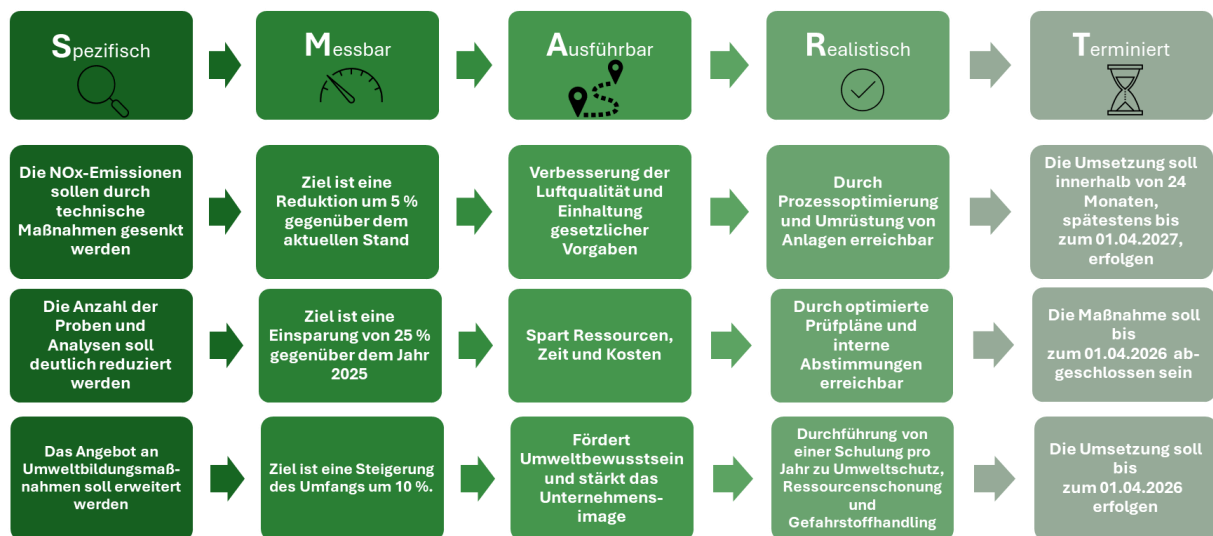 Spezifisch
Messbar
Ausführbar
Realistisch
Terminiert
Die NOx-Emissionen
sollen durch
technische
Maßnahmen gesenkt
werden
Ziel ist eine
Reduktion um 5 %
gegenüber dem
aktuellen Stand
Verbesserung der
Luftqualität und
Einhaltung
gesetzlicher
Vorgaben
Durch
Prozessoptimierung
und Umrüstung von
Anlagen erreichbar
Die Umsetzung soll
innerhalb von 24
Monaten,
spätestens bis
zum 01.04.2027,
erfolgen
Die Anzahl der
Proben und
Analysen soll
deutlich reduziert
werden
Ziel ist eine
Einsparung von 25 %
gegenüber dem Jahr
2025
Spart Ressourcen,
Zeit und Kosten
Durch optimierte
Prüfpläne und
interne
Abstimmungen
erreichbar
Die Maßnahme soll
bis
zum 01.04.2026 ab-
geschlossen sein
Das Angebot an
Umweltbildungsmaß-
nahmen soll erweitert
werden
Ziel ist eine Steigerung
des Umfangs um 10 %.
Fördert
Umweltbewusstsein
und stärkt das
Unternehmens-
image
Durchführung von
einer Schulung pro
Jahr zu Umweltschutz,
Ressourcenschonung
und
Gefahrstoffhandling
Die Umsetzung soll
bis
zum 01.04.2026
erfolgen